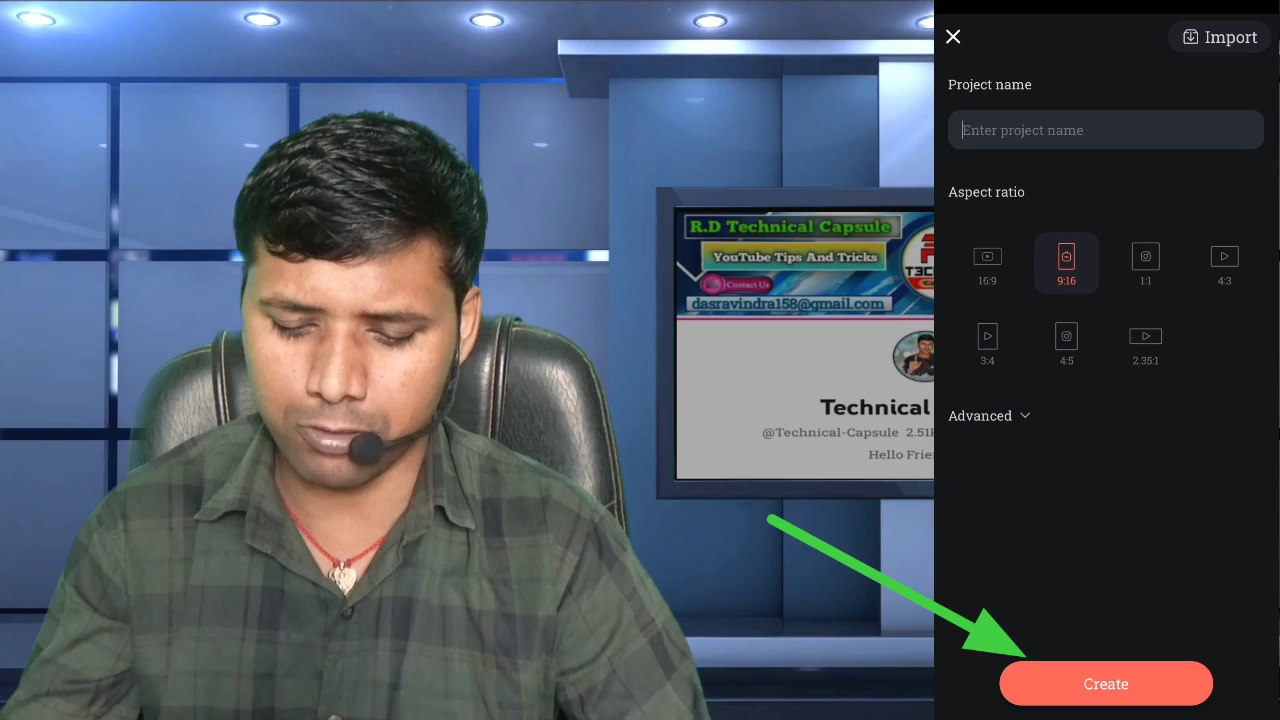 R.D Technical Capsule
YouTube Tips And Tricks
Contact Us
dasravindra158@gmail.com
Technical
@Technical-Capsule 2.51
Hello
Import
Project name
Enter project name
Aspect ratio
16:9
9:16
1:1
4:3
3:4
4:5
2.35:1
Advanced
Create